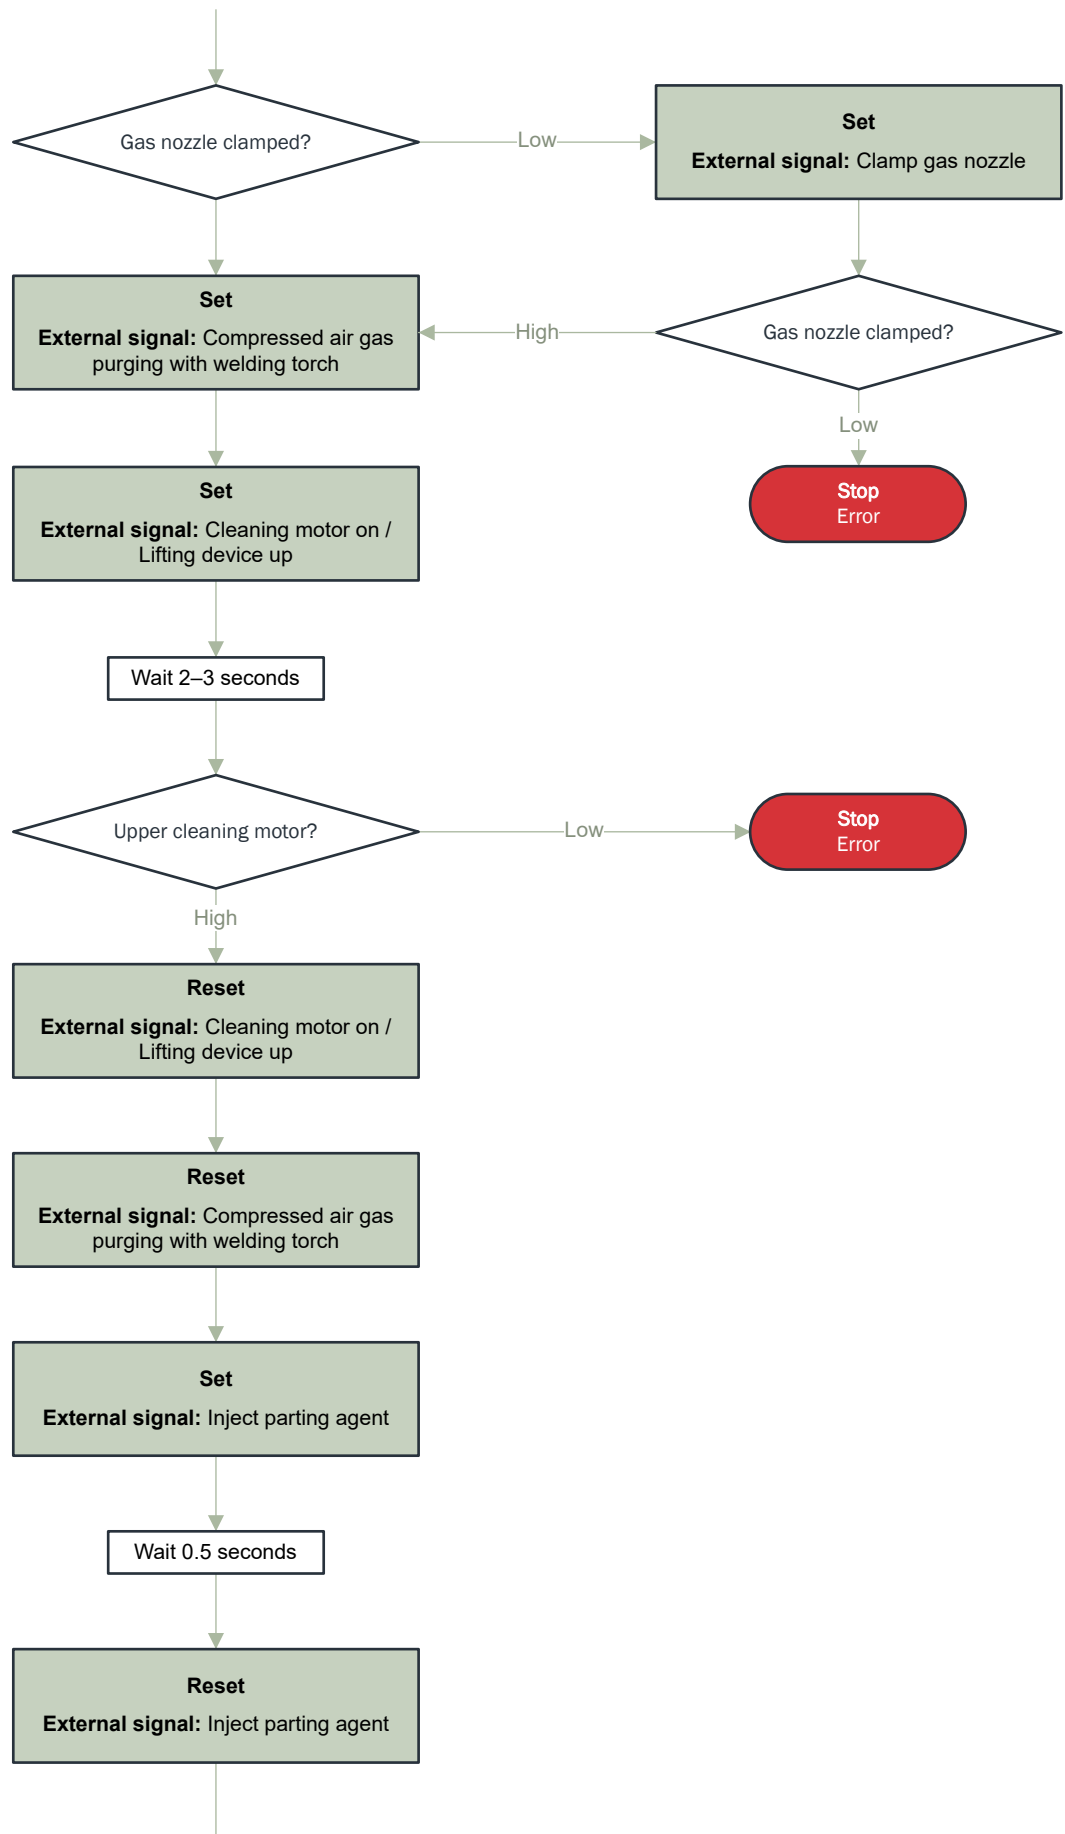 Gas nozzle clamped?
Low
Set
External signal: Clamp gas nozzle
Set
External signal: Compressed air gas
purging with welding torch
High
Gas nozzle clamped?
Low
Stop
Error
Set
External signal: Cleaning motor on /
Lifting device up
Wait 2–3 seconds
Upper cleaning motor?
Low
Stop
Error
High
Reset
External signal: Cleaning motor on /
Lifting device up
Reset
External signal: Compressed air gas
purging with welding torch
Set
External signal: Inject parting agent
Wait 0.5 seconds
Reset
External signal: Inject parting agent